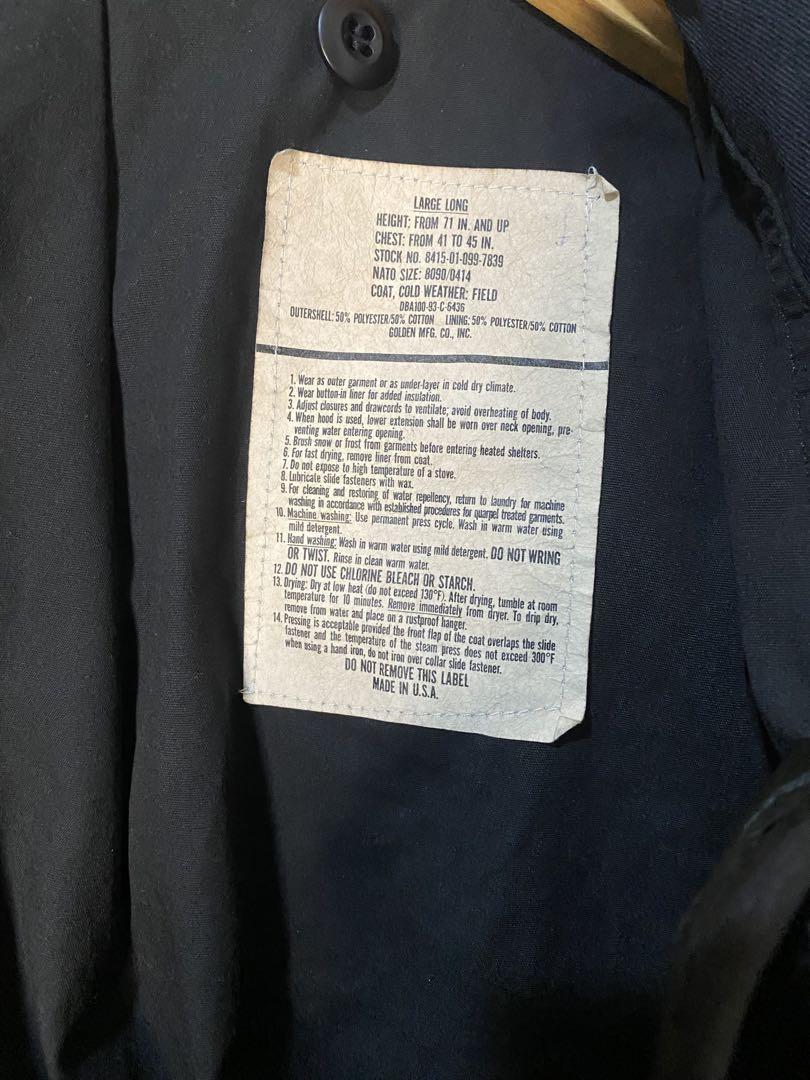 LARGE LONG
HEIGHT: FROM 71 IN. AND UP
CHEST: FROM 41 TO 45 IN.
STOCK NO. 8415-01-099-7839
NATO SIZE: 8090/0414
COAT, COLD WEATHER: FIELD
DBA100-93-C-6436
OUTERSHELL: 50% POLYESTER/50% COTTON LINING: 50% POLYESTER/50% COTTON
GOLDEN MFG. CO., INC.
1. Wear as outer garment or as under-layer in cold dry climate.
2. Wear button-in liner for added insulation.
3. Adjust closures and drawcords to ventilate; avoid overheating of body.
4. When hood is used, lower extension shall be worn over neck opening, pre-
venting water entering opening.
5. Brush snow or frost from garments before entering heated shelters.
6. For fast drying, remove liner from coat.
7. Do not expose to high temperature of a stove.
8. Lubricate slide fasteners with wax.
9. For cleaning and restoring of water repellency, return to laundry for machine
washing in accordance with established procedures for quarpel treated garments.
10. Machine washing: Use permanent press cycle. Wash in warm water using
mild detergent.
11. Hand washing: Wash in warm water using mild detergent. DO NOT WRING
OR TWIST. Rinse in clean warm water.
12. DO NOT USE CHLORINE BLEACH OR STARCH.
13. Drying: Dry at low heat (do not exceed 130°F). After drying, tumble at room
temperature for 10 minutes. Remove immediately from dryer. To drip dry,
remove from water and place on a rustproof hanger.
14. Pressing is acceptable provided the front flap of the coat overlaps the slide
fastener and the temperature of the steam press does not exceed 300°F
when using a hand iron, do not iron over collar slide fastener.
DO NOT REMOVE THIS LABEL
MADE IN U.S.A.